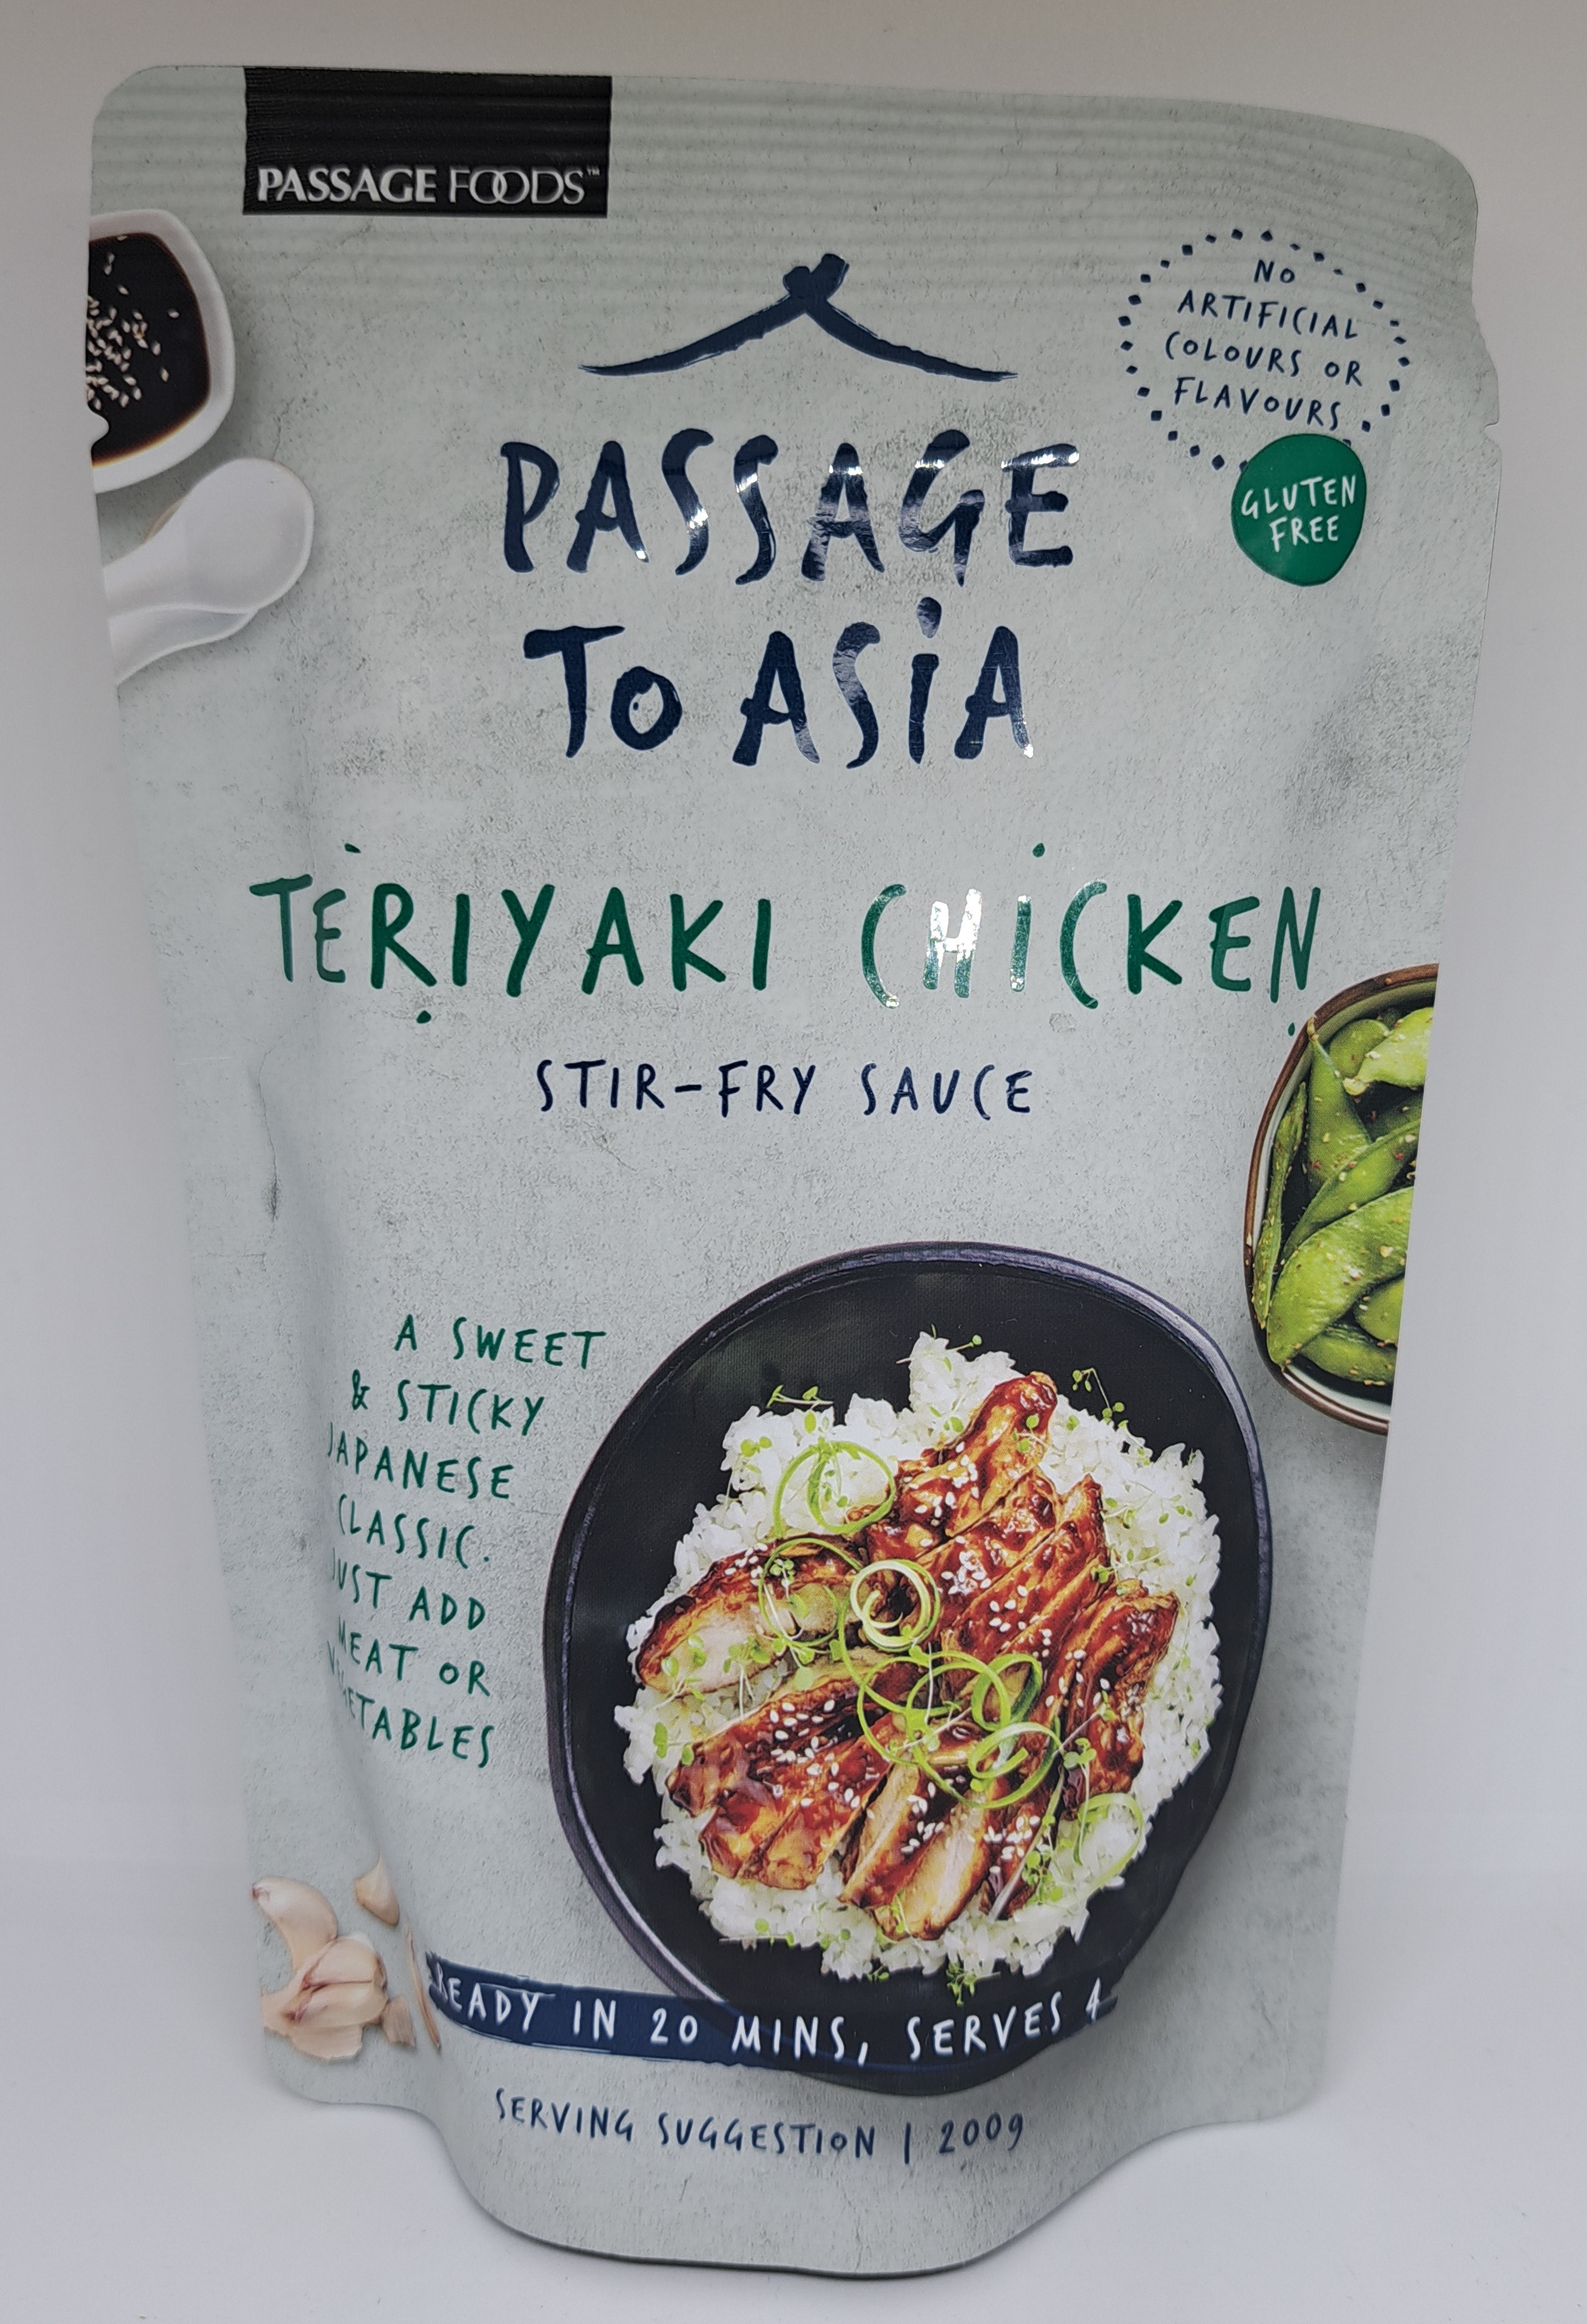 PASSAGE FOODS™
NO
ARTIFICIAL
COLOURS OR
FLAVOURS
GLUTEN
FREE
PASSAGE
TO ASIA
TERIYAKI CHICKEN
STIR-FRY SAUCE
A SWEET
& STICKY
JAPANESE
CLASSIC.
JUST ADD
MEAT OR
VEGETABLES
READY IN 20 MINS, SERVES 4
SERVING SUGGESTION | 200g